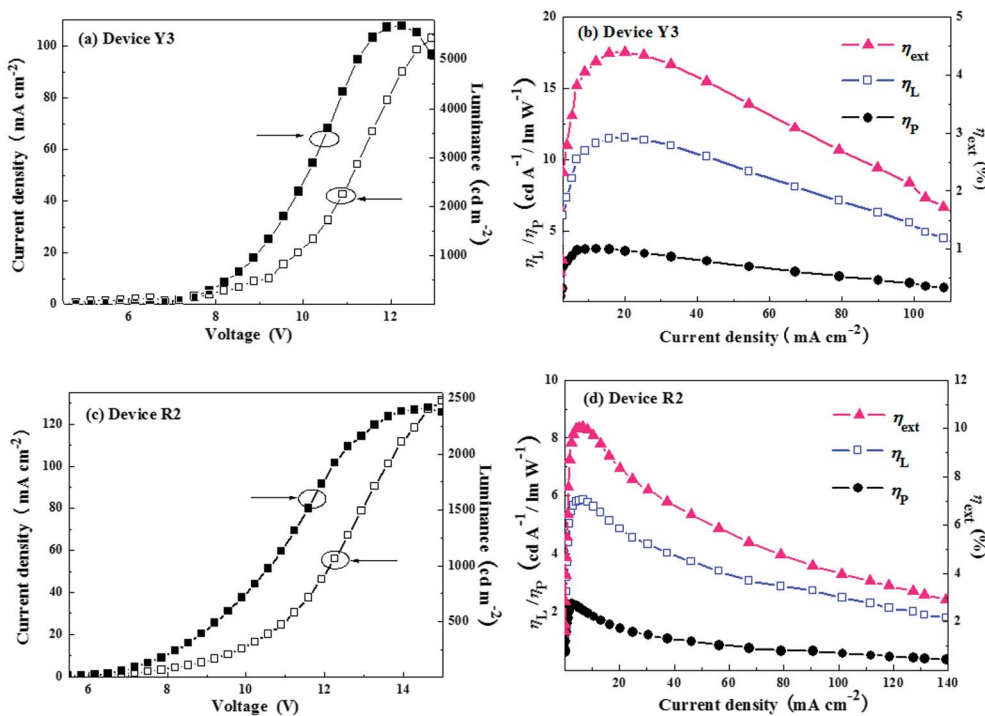 (a) Device Y3
Current density ( mA cm⁻²)
100
80
60
40
20
0
6
8
10
12
Voltage (V)
5000
4000
3000
2000
1000
Luminance (cd m⁻²)
(b) Device Y3
η_L /η_P ( cd A⁻¹/ lm W⁻¹)
20
15
10
5
20
40
60
80
100
Current density ( mA cm⁻²)
5
4
3
2
1
η_ext (%)
η_ext
η_L
η_P
(c) Device R2
Current density ( mA cm⁻²)
120
100
80
60
40
20
0
6
8
10
12
14
Voltage (V)
2500
2000
1500
1000
500
Luminance (cd m⁻²)
(d) Device R2
η_L /η_P ( cd A⁻¹/ lm W⁻¹)
10
8
6
4
2
20
40
60
80
100
120
140
Current density ( mA cm⁻²)
12
10
8
6
4
2
η_ext (%)
η_ext
η_L
η_P